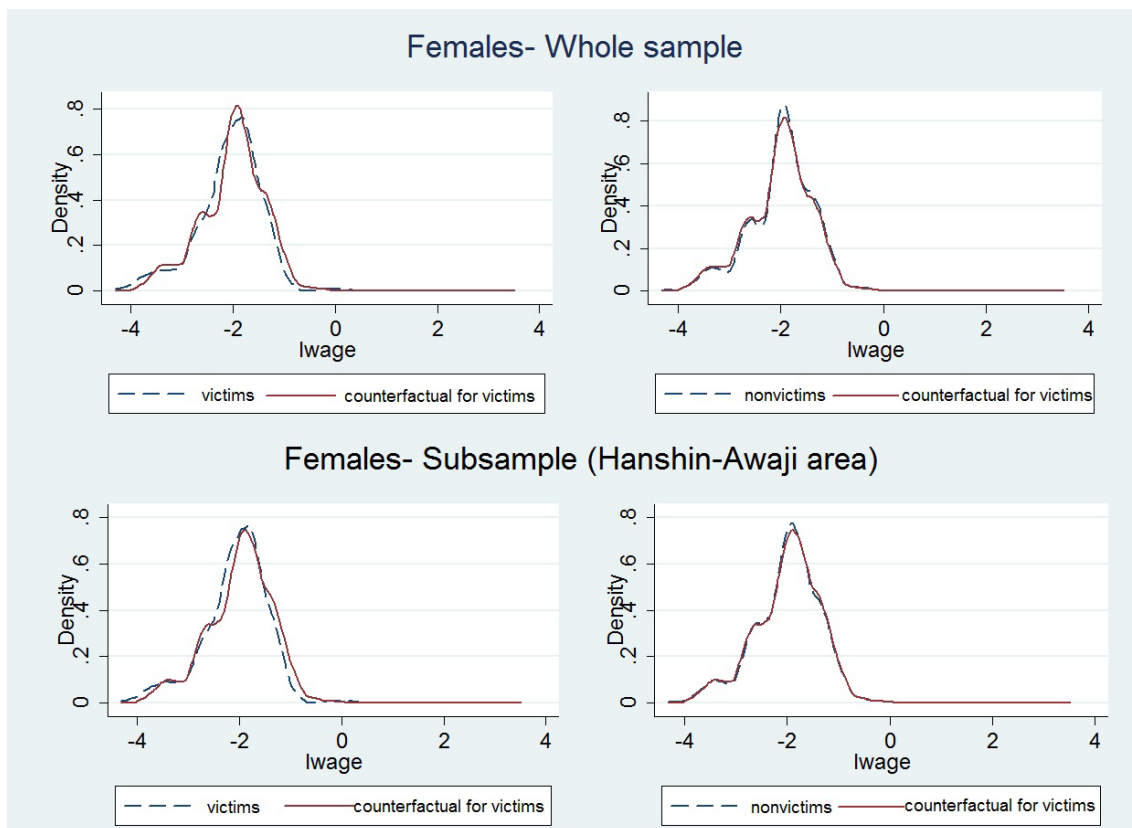 Females- Whole sample
Density
0 .2 .4 .6 .8
-4 -2 0 2 4
lwage
victims counterfactual for victims
Density
0 .2 .4 .6 .8
-4 -2 0 2 4
lwage
nonvictims counterfactual for victims
Females- Subsample (Hanshin-Awaji area)
Density
0 .2 .4 .6 .8
-4 -2 0 2 4
lwage
victims counterfactual for victims
Density
0 .2 .4 .6 .8
-4 -2 0 2 4
lwage
nonvictims counterfactual for victims